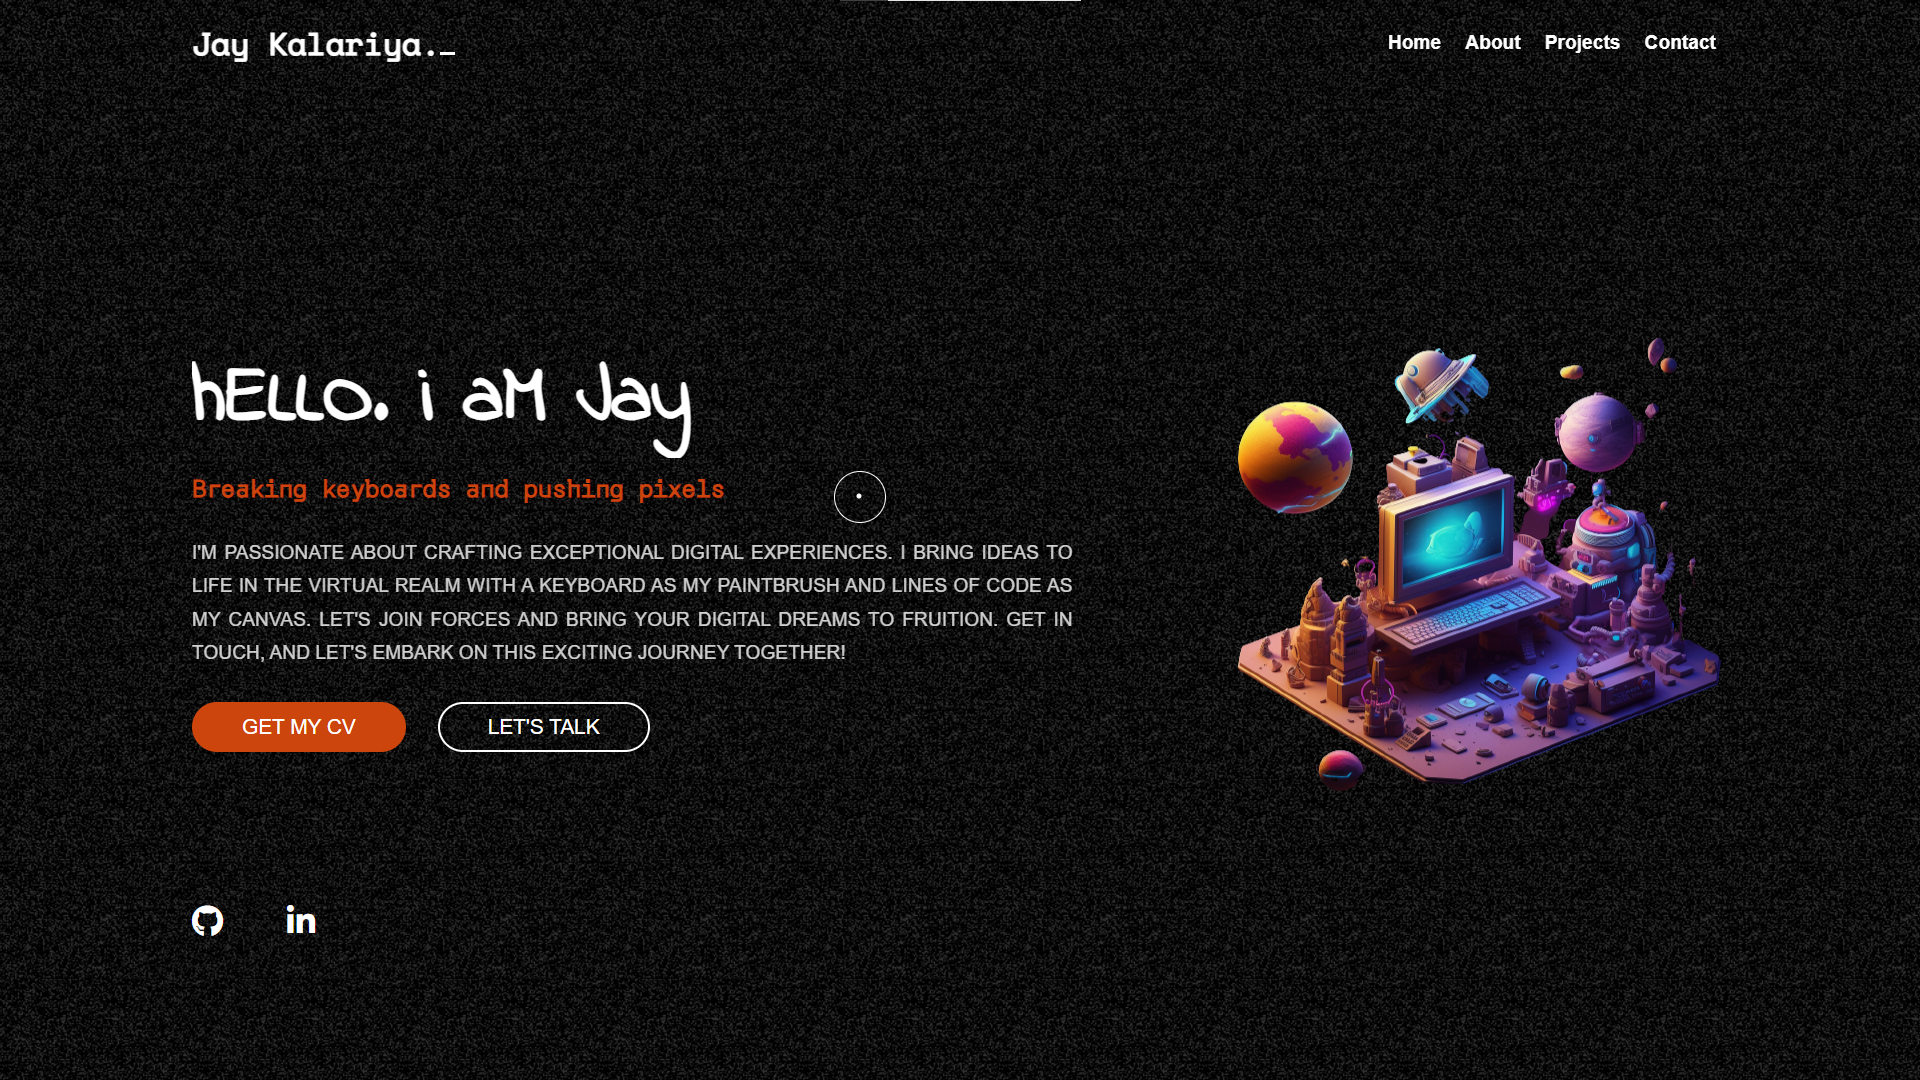 Jay Kalariya._
Home About Projects Contact
hELLO. i aM Jay
Breaking keyboards and pushing pixels
I'M PASSIONATE ABOUT CRAFTING EXCEPTIONAL DIGITAL EXPERIENCES. I BRING IDEAS TO
LIFE IN THE VIRTUAL REALM WITH A KEYBOARD AS MY PAINTBRUSH AND LINES OF CODE AS
MY CANVAS. LET'S JOIN FORCES AND BRING YOUR DIGITAL DREAMS TO FRUITION. GET IN
TOUCH, AND LET'S EMBARK ON THIS EXCITING JOURNEY TOGETHER!
GET MY CV
LET'S TALK
in